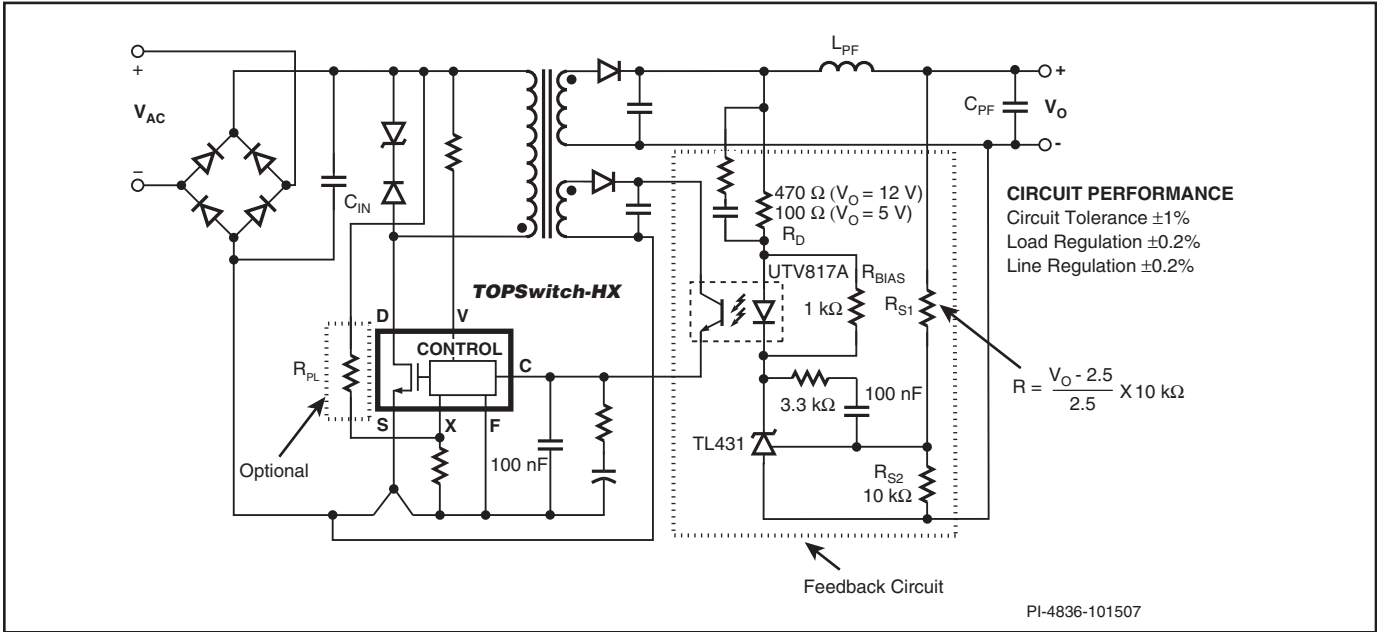 L_PF
+
V_AC
−
C_IN
C_PF
+
V_O
-
470 Ω (V_O = 12 V)
100 Ω (V_O = 5 V)
R_D
CIRCUIT PERFORMANCE
Circuit Tolerance ±1%
Load Regulation ±0.2%
Line Regulation ±0.2%
TOPSwitch-HX
UTV817A
R_BIAS
1 kΩ
R_S1
D
V
CONTROL
C
R_PL
S
X
F
R = (V_O - 2.5) / 2.5 X 10 kΩ
3.3 kΩ
100 nF
TL431
100 nF
Optional
R_S2
10 kΩ
Feedback Circuit
PI-4836-101507